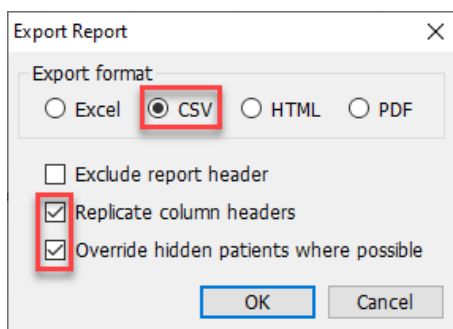 Export Report
Export format
Excel CSV HTML PDF
Exclude report header
Replicate column headers
Override hidden patients where possible
OK Cancel